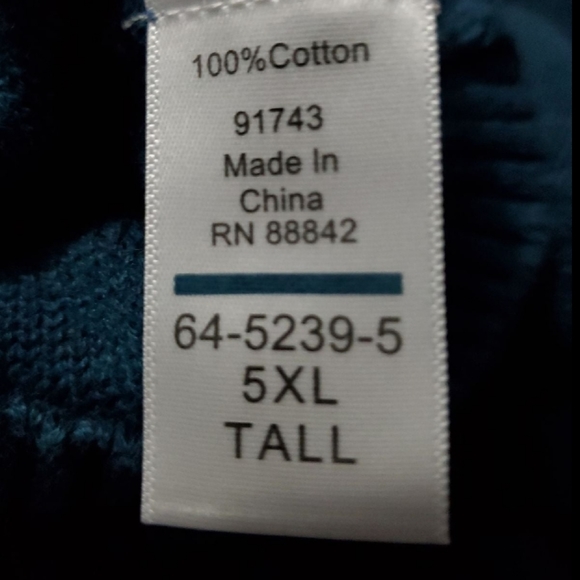 100%Cotton
91743
Made In
China
RN 88842
64-5239-5
5XL
TALL